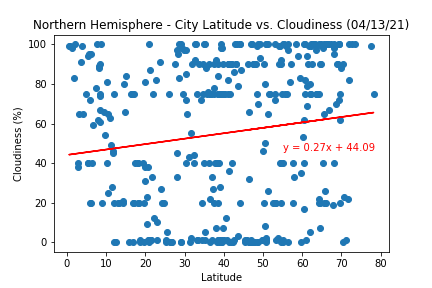 Northern Hemisphere - City Latitude vs. Cloudiness (04/13/21)
100
80
60
40
20
0
Cloudiness (%)
y = 0.27x + 44.09
0 10 20 30 40 50 60 70 80
Latitude